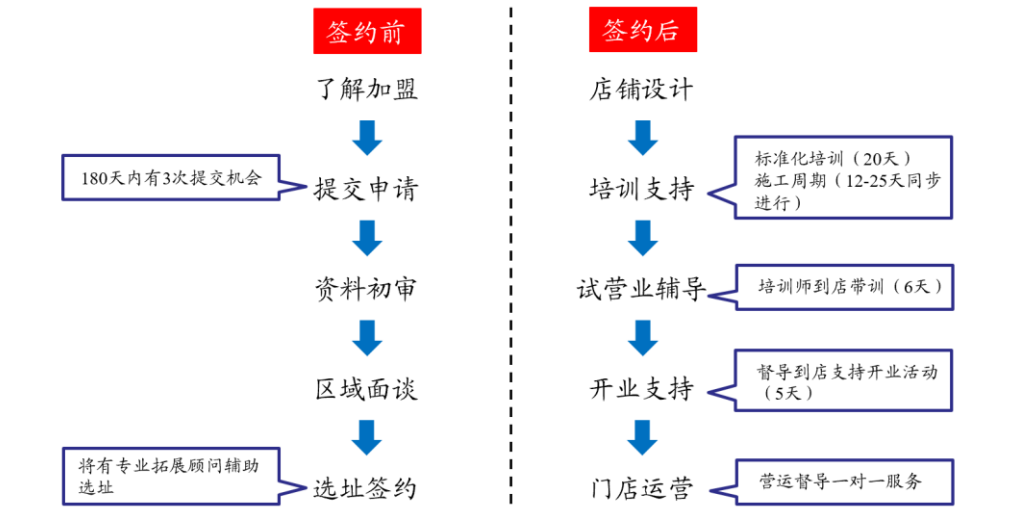 签约前
了解加盟
180天内有3次提交机会
提交申请
资料初审
区域面谈
将有专业拓展顾问辅助
选址
选址签约
签约后
店铺设计
培训支持
标准化培训（20天）
施工周期（12-25天同步
进行）
试营业辅导
培训师到店带训（6天）
开业支持
督导到店支持开业活动
（5天）
门店运营
营运督导一对一服务